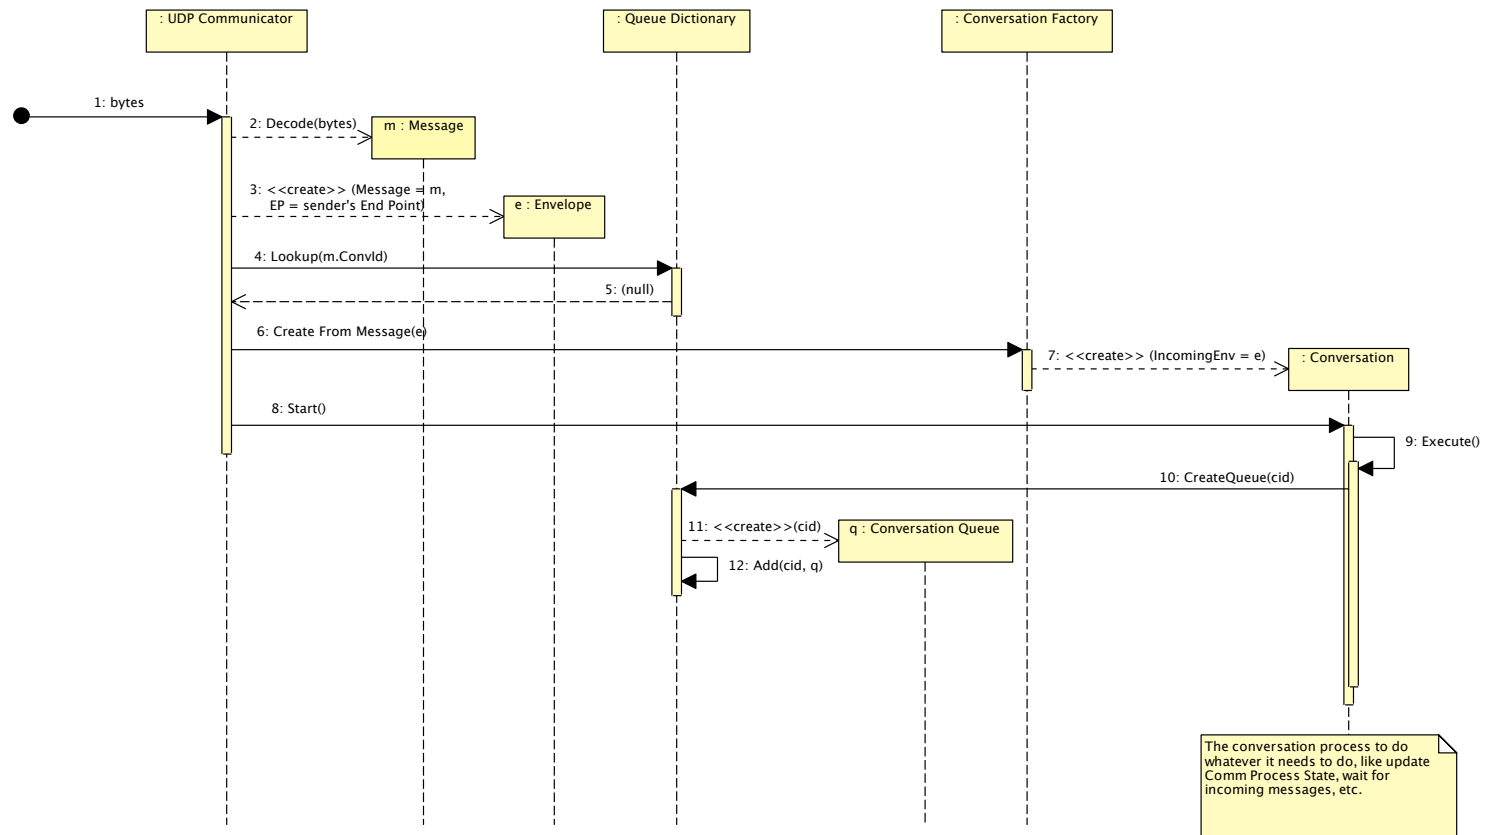 : UDP Communicator
: Queue Dictionary
: Conversation Factory
1: bytes
2: Decode(bytes)
m : Message
3: <<create>> (Message = m,
EP = sender's End Point)
e : Envelope
4: Lookup(m.ConvId)
5: (null)
6: Create From Message(e)
7: <<create>> (IncomingEnv = e)
: Conversation
8: Start()
9: Execute()
10: CreateQueue(cid)
11: <<create>>(cid)
q : Conversation Queue
12: Add(cid, q)
The conversation process to do
whatever it needs to do, like update
Comm Process State, wait for
incoming messages, etc.